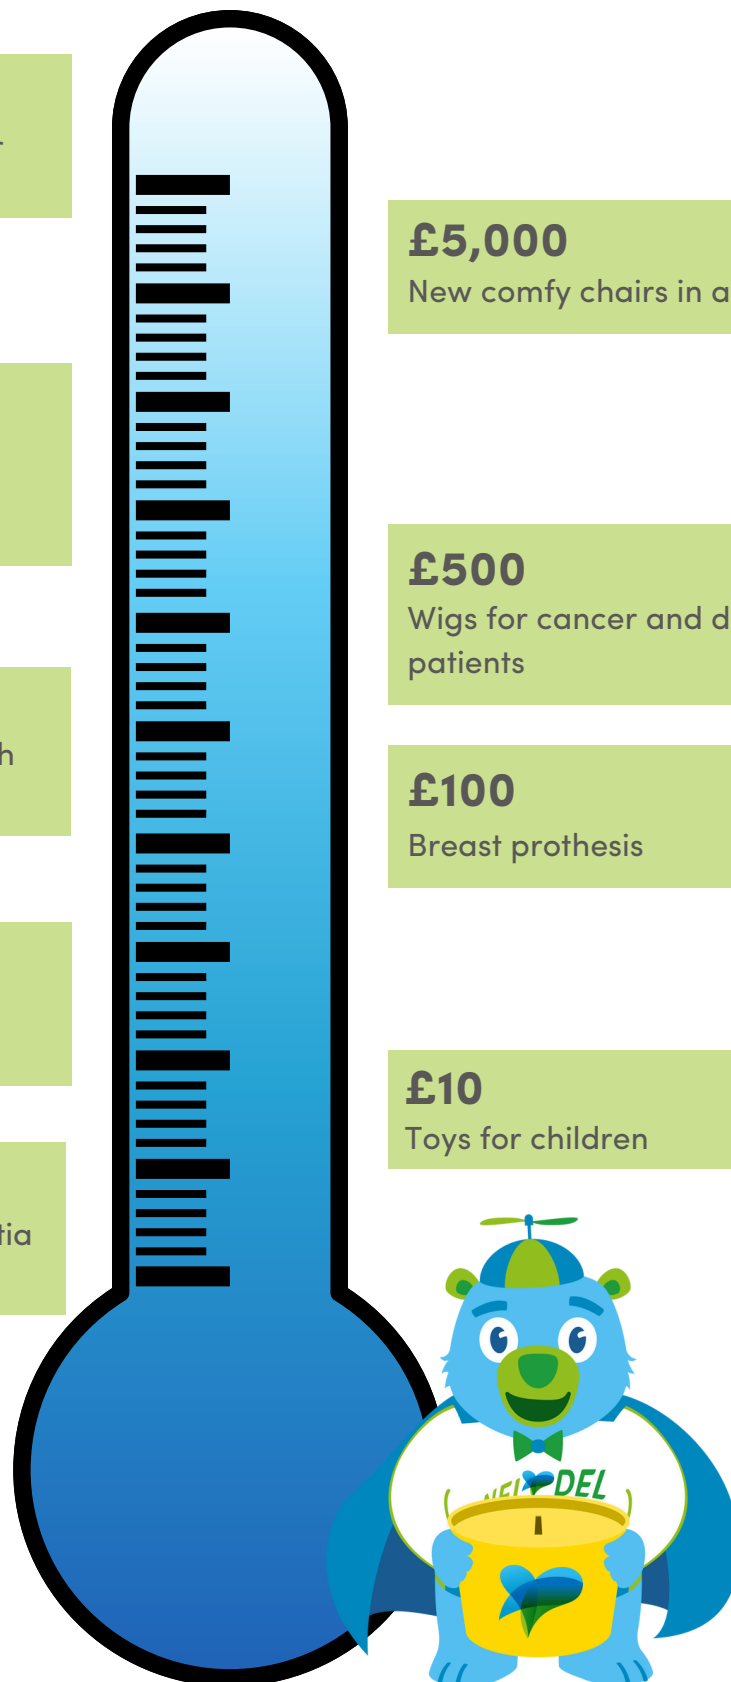 £5,000
New comfy chairs in a
£500
Wigs for cancer and d
patients
£100
Breast prothesis
£10
Toys for children
DEL